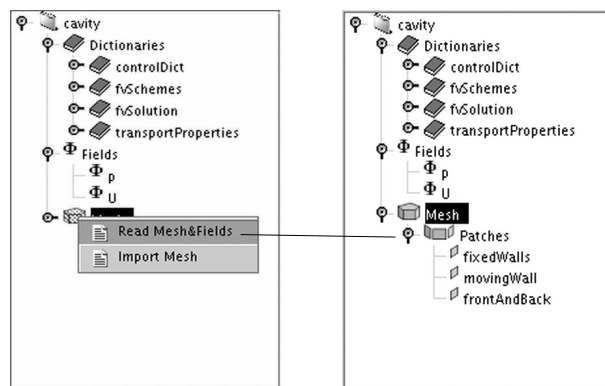 cavity
Dictionaries
controlDict
fvSchemes
fvSolution
transportProperties
Fields
p
U
Read Mesh&Fields
Import Mesh
cavity
Dictionaries
controlDict
fvSchemes
fvSolution
transportProperties
Fields
p
U
Mesh
Patches
fixedWalls
movingWall
frontAndBack